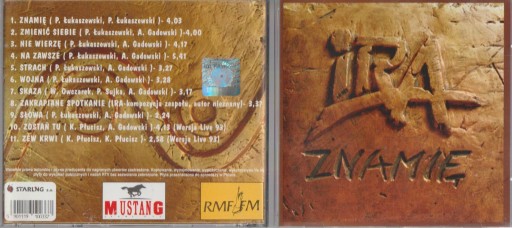 1. ZNAMIĘ ( P. Łukaszewski, P. Łukaszewski )- 4,03
2. ZMIENIĆ SIEBIE ( P. Łukaszewski, A. Gadowski )-4,00
3. NIE WIERZĘ ( P. Łukaszewski, A. Gadowski )- 4,17
4. NA ZAWSZE ( P. Łukaszewski, P. Łukaszewski, A. Gadowski )- 5,41
5. STRACH ( P. Łukaszewski, A. Gadowski )- 3,27
6. WOJNA ( P. Łukaszewski, A. Gadowski )- 3,28
7. SKAZA ( W. Owczarek, P. Sujka, A. Gadowski )- 3,17
8. ZAKRAPIANE SPOTKANIE (IRA-kompozycja zespołu, autor nieznany)- 5,37
9. SŁOWA ( P. Łukaszewski, A. Gadowski )- 3,24
10. ZOSTAŃ TU ( K. Płusisz, A. Gadowski )- 4,13 (Wersja Live 93)
11. ZEW KRWI ( K. Płusisz, K. Płusisz )- 2,58 (Wersja Live 93)
STABLNG
MUSTANG
RMF FM
IRA
ZNAMIĘ